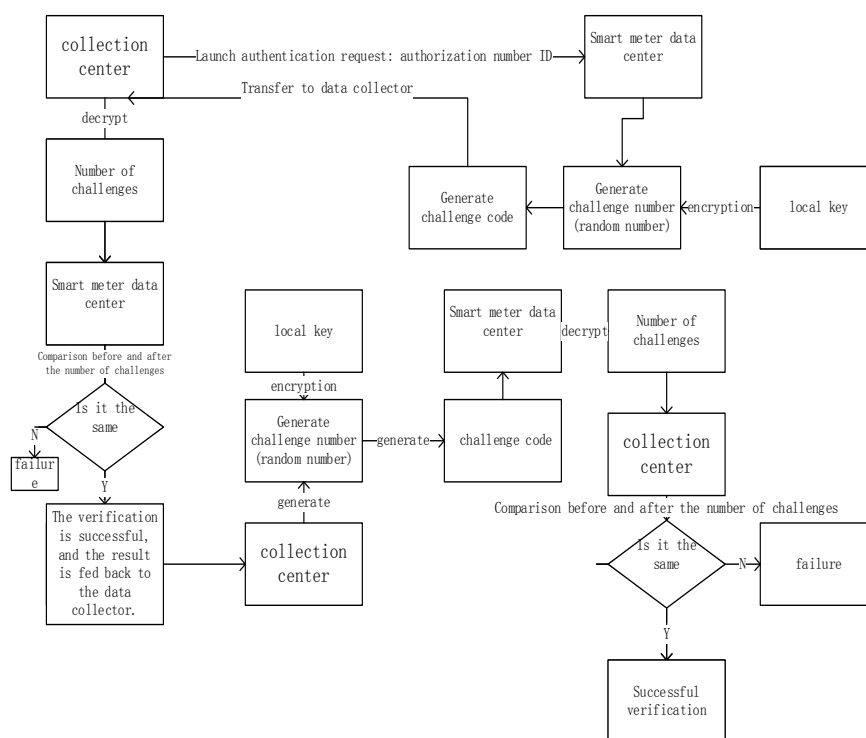 collection
center
Launch authentication request: authorization number ID
Smart meter data
center
Transfer to data collector
decrypt
Number of
challenges
Generate
challenge code
Generate
challenge number
(random number)
encryption
local key
Smart meter data
center
Comparison before and after
the number of challenges
Is it the
same
N
failur
e
Y
The verification
is successful,
and the result
is fed back to
the data
collector.
local key
encryption
Generate
challenge number
(random number)
generate
collection
center
generate
challenge code
Smart meter data
center
decrypt
Number of
challenges
collection
center
Comparison before and after the number of challenges
Is it the
same
N
failure
Y
Successful
verification